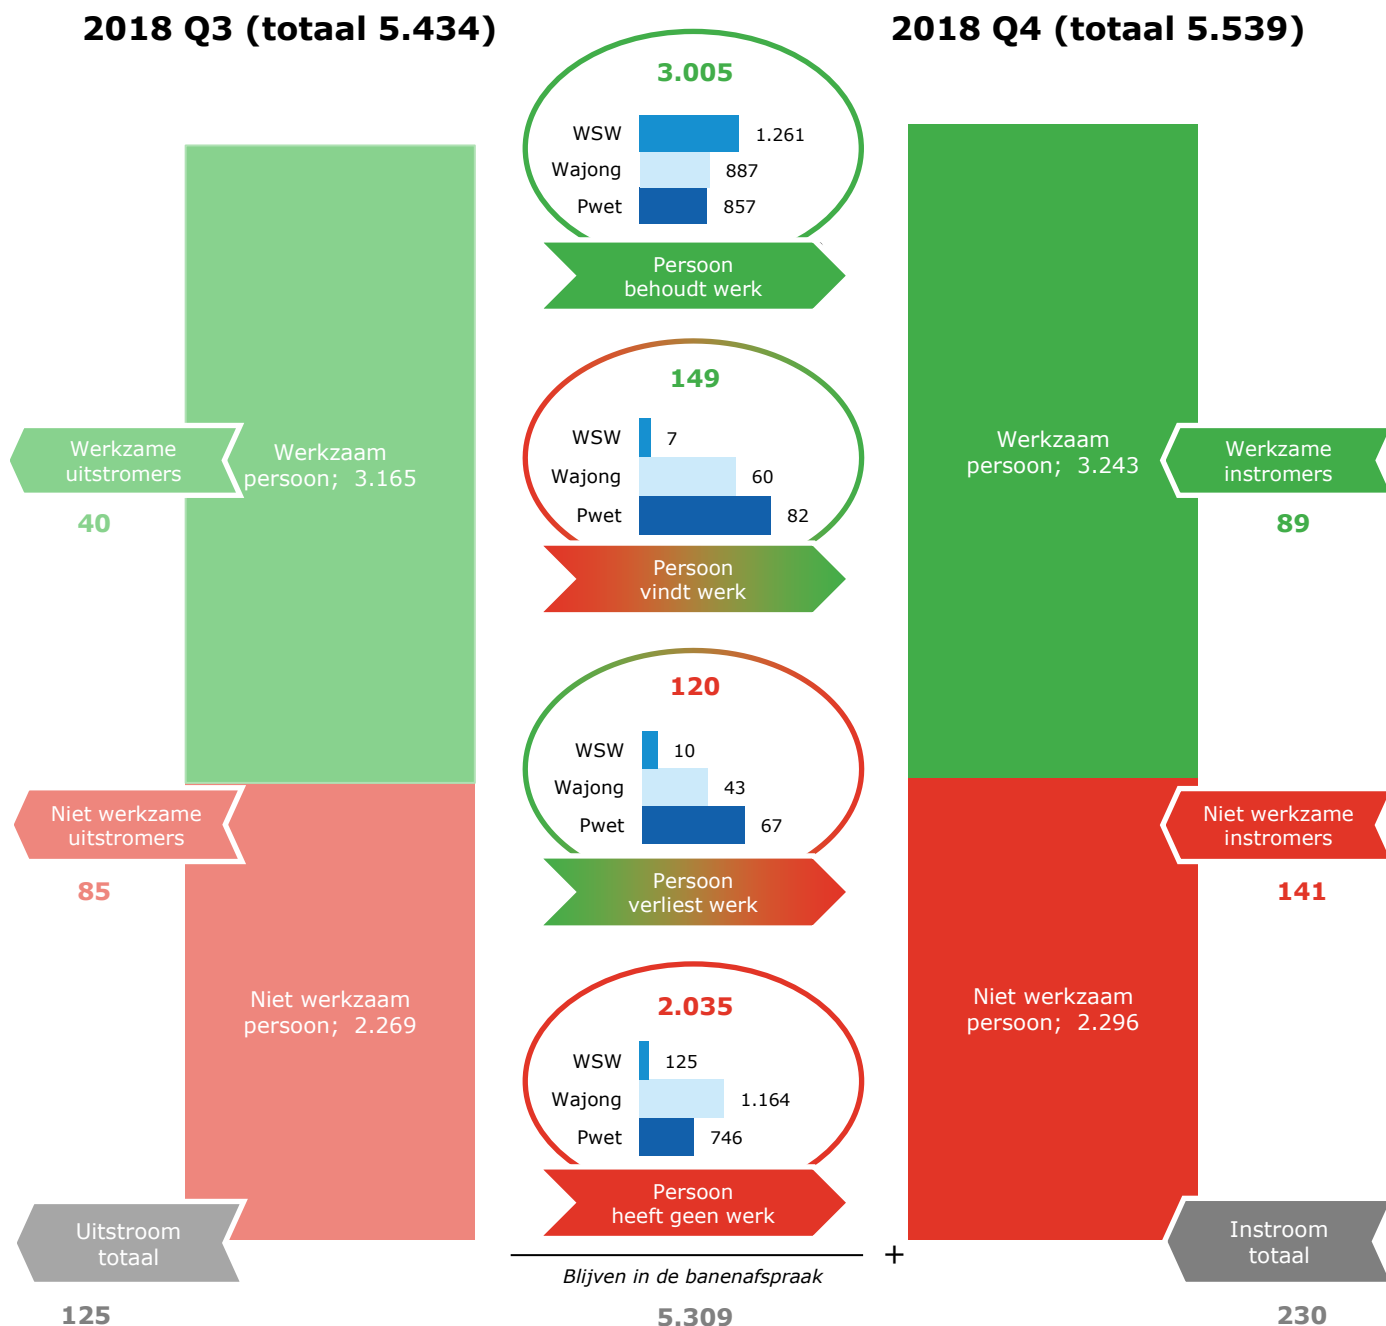 2018 Q3 (totaal 5.434)
2018 Q4 (totaal 5.539)
3.005
WSW 1.261
Wajong 887
Pwet 857
Persoon
behoudt werk
149
WSW 7
Wajong 60
Pwet 82
Persoon
vindt werk
Werkzame
uitstromers
40
Werkzaam
persoon; 3.165
Werkzaam
persoon; 3.243
Werkzame
instromers
89
120
WSW 10
Wajong 43
Pwet 67
Persoon
verliest werk
Niet werkzame
uitstromers
85
Niet werkzame
instromers
141
Niet werkzaam
persoon; 2.269
2.035
WSW 125
Wajong 1.164
Pwet 746
Persoon
heeft geen werk
Niet werkzaam
persoon; 2.296
Uitstroom
totaal
125
+
Blijven in de banenafspraak
5.309
Instroom
totaal
230